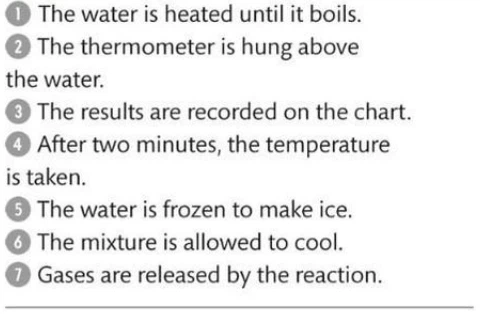 1 The water is heated until it boils.
2 The thermometer is hung above
the water.
3 The results are recorded on the chart.
4 After two minutes, the temperature
is taken.
5 The water is frozen to make ice.
6 The mixture is allowed to cool.
7 Gases are released by the reaction.